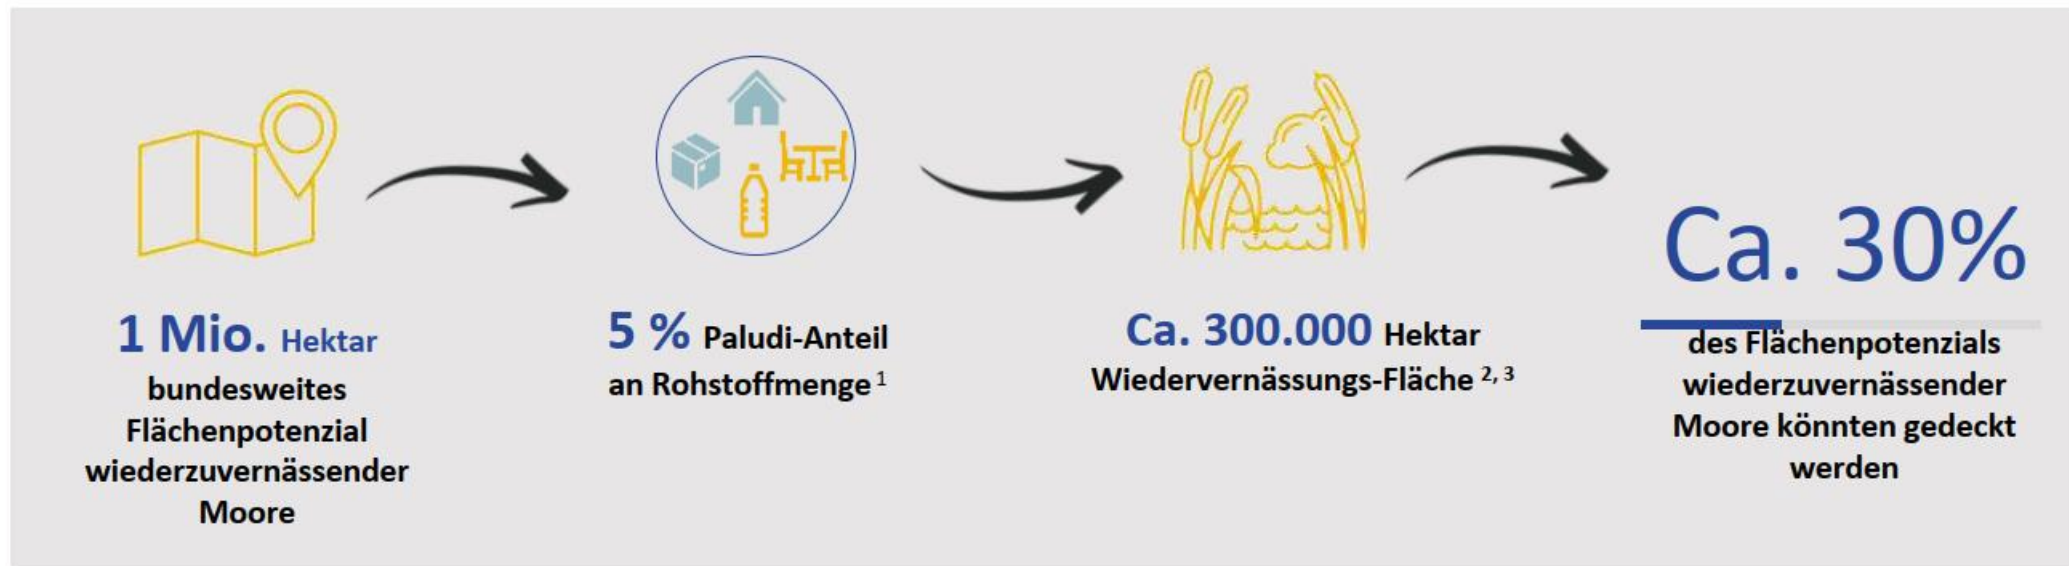 1 Mio. Hektar
bundesweites
Flächenpotenzial
wiederzuvernässender
Moore
5 % Paludi-Anteil
an Rohstoffmenge 1
Ca. 300.000 Hektar
Wiedervernässungs-Fläche 2, 3
Ca. 30%
des Flächenpotenzials
wiederzuvernässender
Moore könnten gedeckt
werden